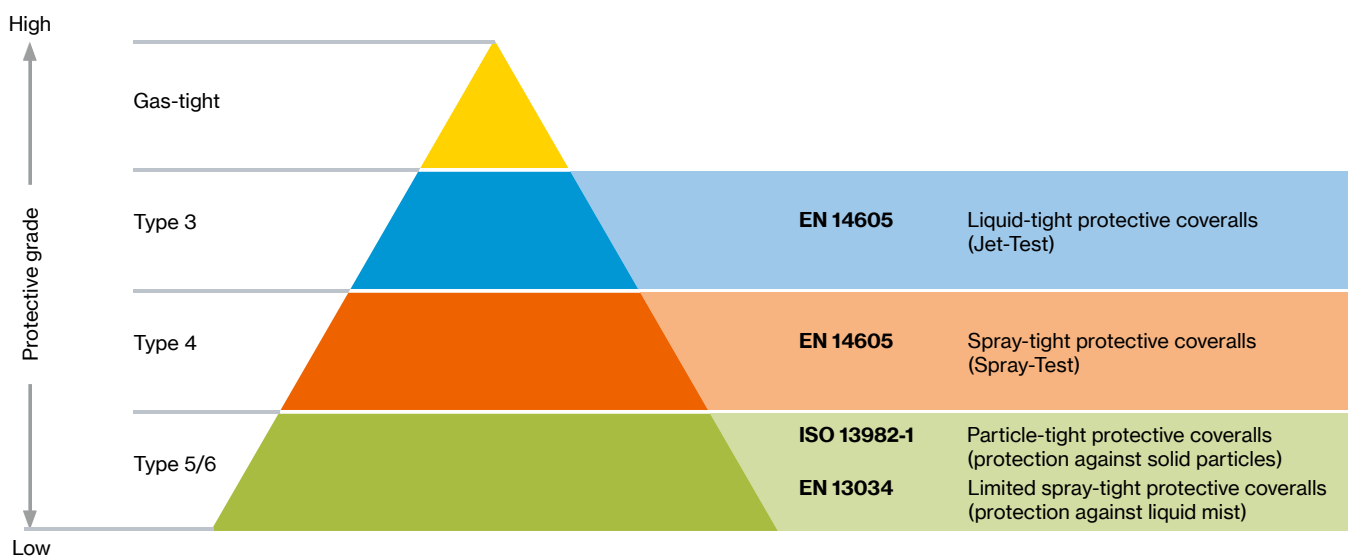 High
Protective grade
Low
Gas-tight
Type 3
EN 14605
Liquid-tight protective coveralls
(Jet-Test)
Type 4
EN 14605
Spray-tight protective coveralls
(Spray-Test)
Type 5/6
ISO 13982-1
Particle-tight protective coveralls
(protection against solid particles)
EN 13034
Limited spray-tight protective coveralls
(protection against liquid mist)